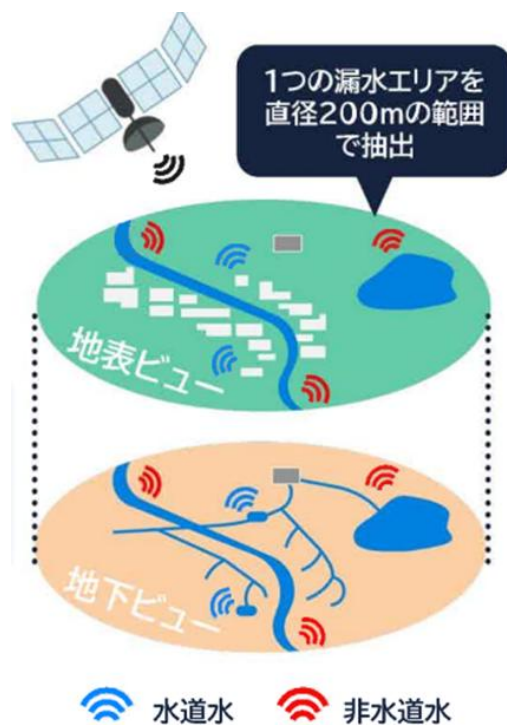 1つの漏水エリアを
直径200mの範囲
で抽出
地表ビュー
地下ビュー
水道水 非水道水